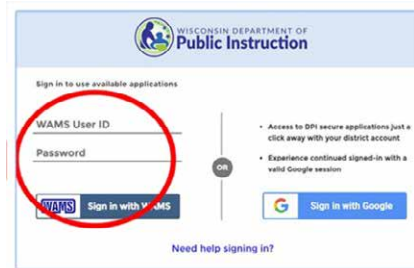 WISCONSIN DEPARTMENT OF
Public Instruction
Sign in to use available applications
WAMS User ID
Password
WAMS Sign in with WAMS
OR
• Access to DPI secure applications just a
click away with your district account
• Experience continued signed-in with a
valid Google session
G Sign in with Google
Need help signing in?